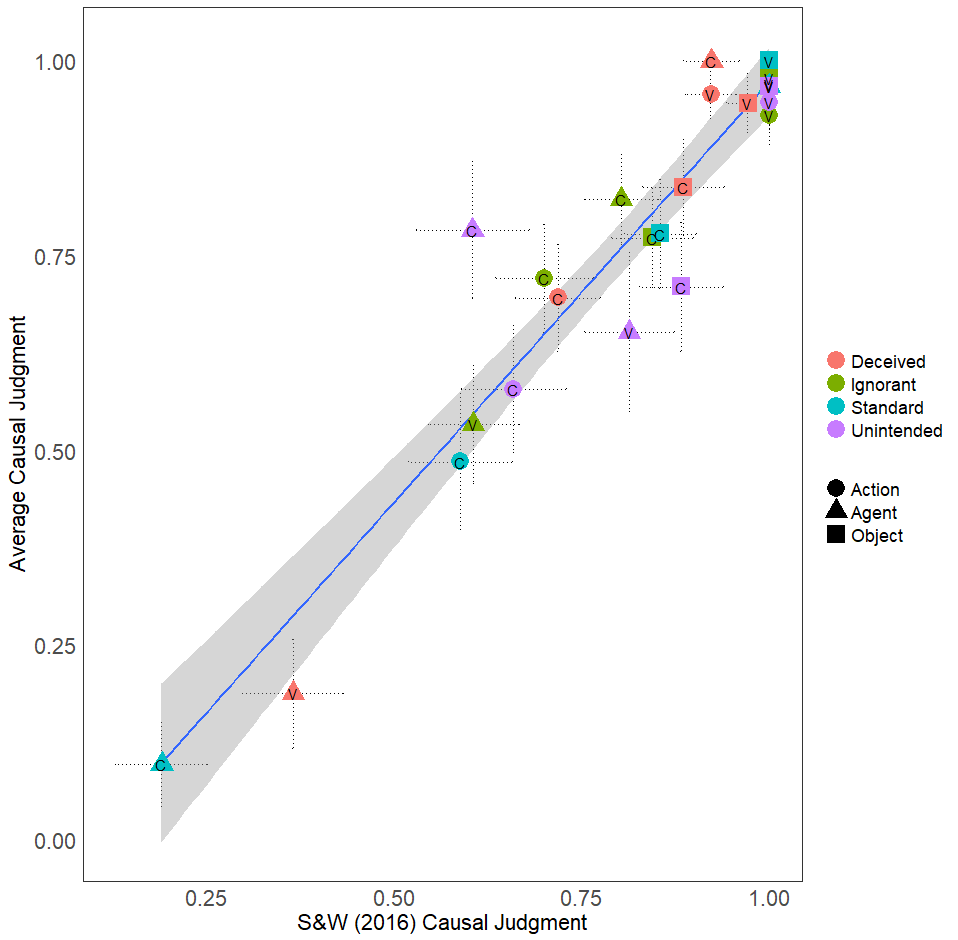 1.00
0.75
0.50
0.25
0.00
Average Causal Judgment
0.25 0.50 0.75 1.00
S&W (2016) Causal Judgment
C
V
V
V
V
V
V
V
C
C
C
C
C
C
C
C
V
C
V
C
V
C
Deceived
Ignorant
Standard
Unintended
Action
Agent
Object